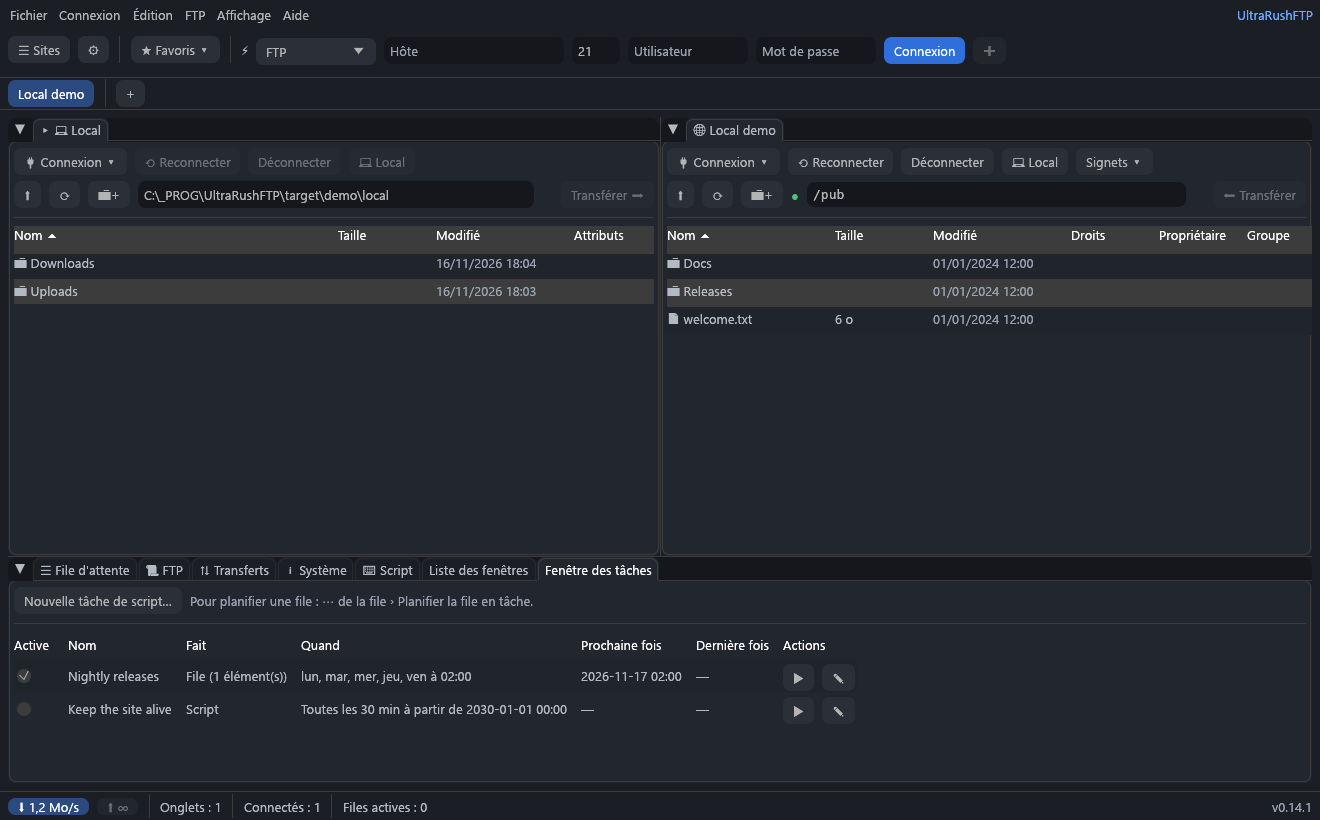 Fichier Connexion Édition FTP Affichage Aide UltraRushFTP
Sites Favoris FTP Hôte 21 Utilisateur Mot de passe Connexion +
Local demo +
Local
Connexion Reconnecter Déconnecter Local
C:\_PROG\UltraRushFTP\target\demo\local Transférer
Nom Taille Modifié Attributs
Downloads 16/11/2026 18:04
Uploads 16/11/2026 18:03
Local demo
Connexion Reconnecter Déconnecter Local Signets
/pub Transférer
Nom Taille Modifié Droits Propriétaire Groupe
Docs 01/01/2024 12:00
Releases 01/01/2024 12:00
welcome.txt 6 o 01/01/2024 12:00
File d'attente FTP Transferts Système Script Liste des fenêtres Fenêtre des tâches
Nouvelle tâche de script... Pour planifier une file : ··· de la file › Planifier la file en tâche.
Active Nom Fait Quand Prochaine fois Dernière fois Actions
Nightly releases File (1 élément(s)) lun, mar, mer, jeu, ven à 02:00 2026-11-17 02:00 —
Keep the site alive Script Toutes les 30 min à partir de 2030-01-01 00:00 — —
1,2 Mo/s ∞ Onglets : 1 Connectés : 1 Files actives : 0 v0.14.1